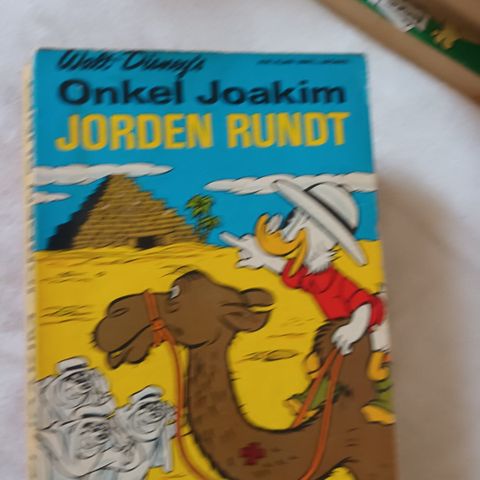 Walt Disney's
Onkel Joakim
JORDEN RUNDT